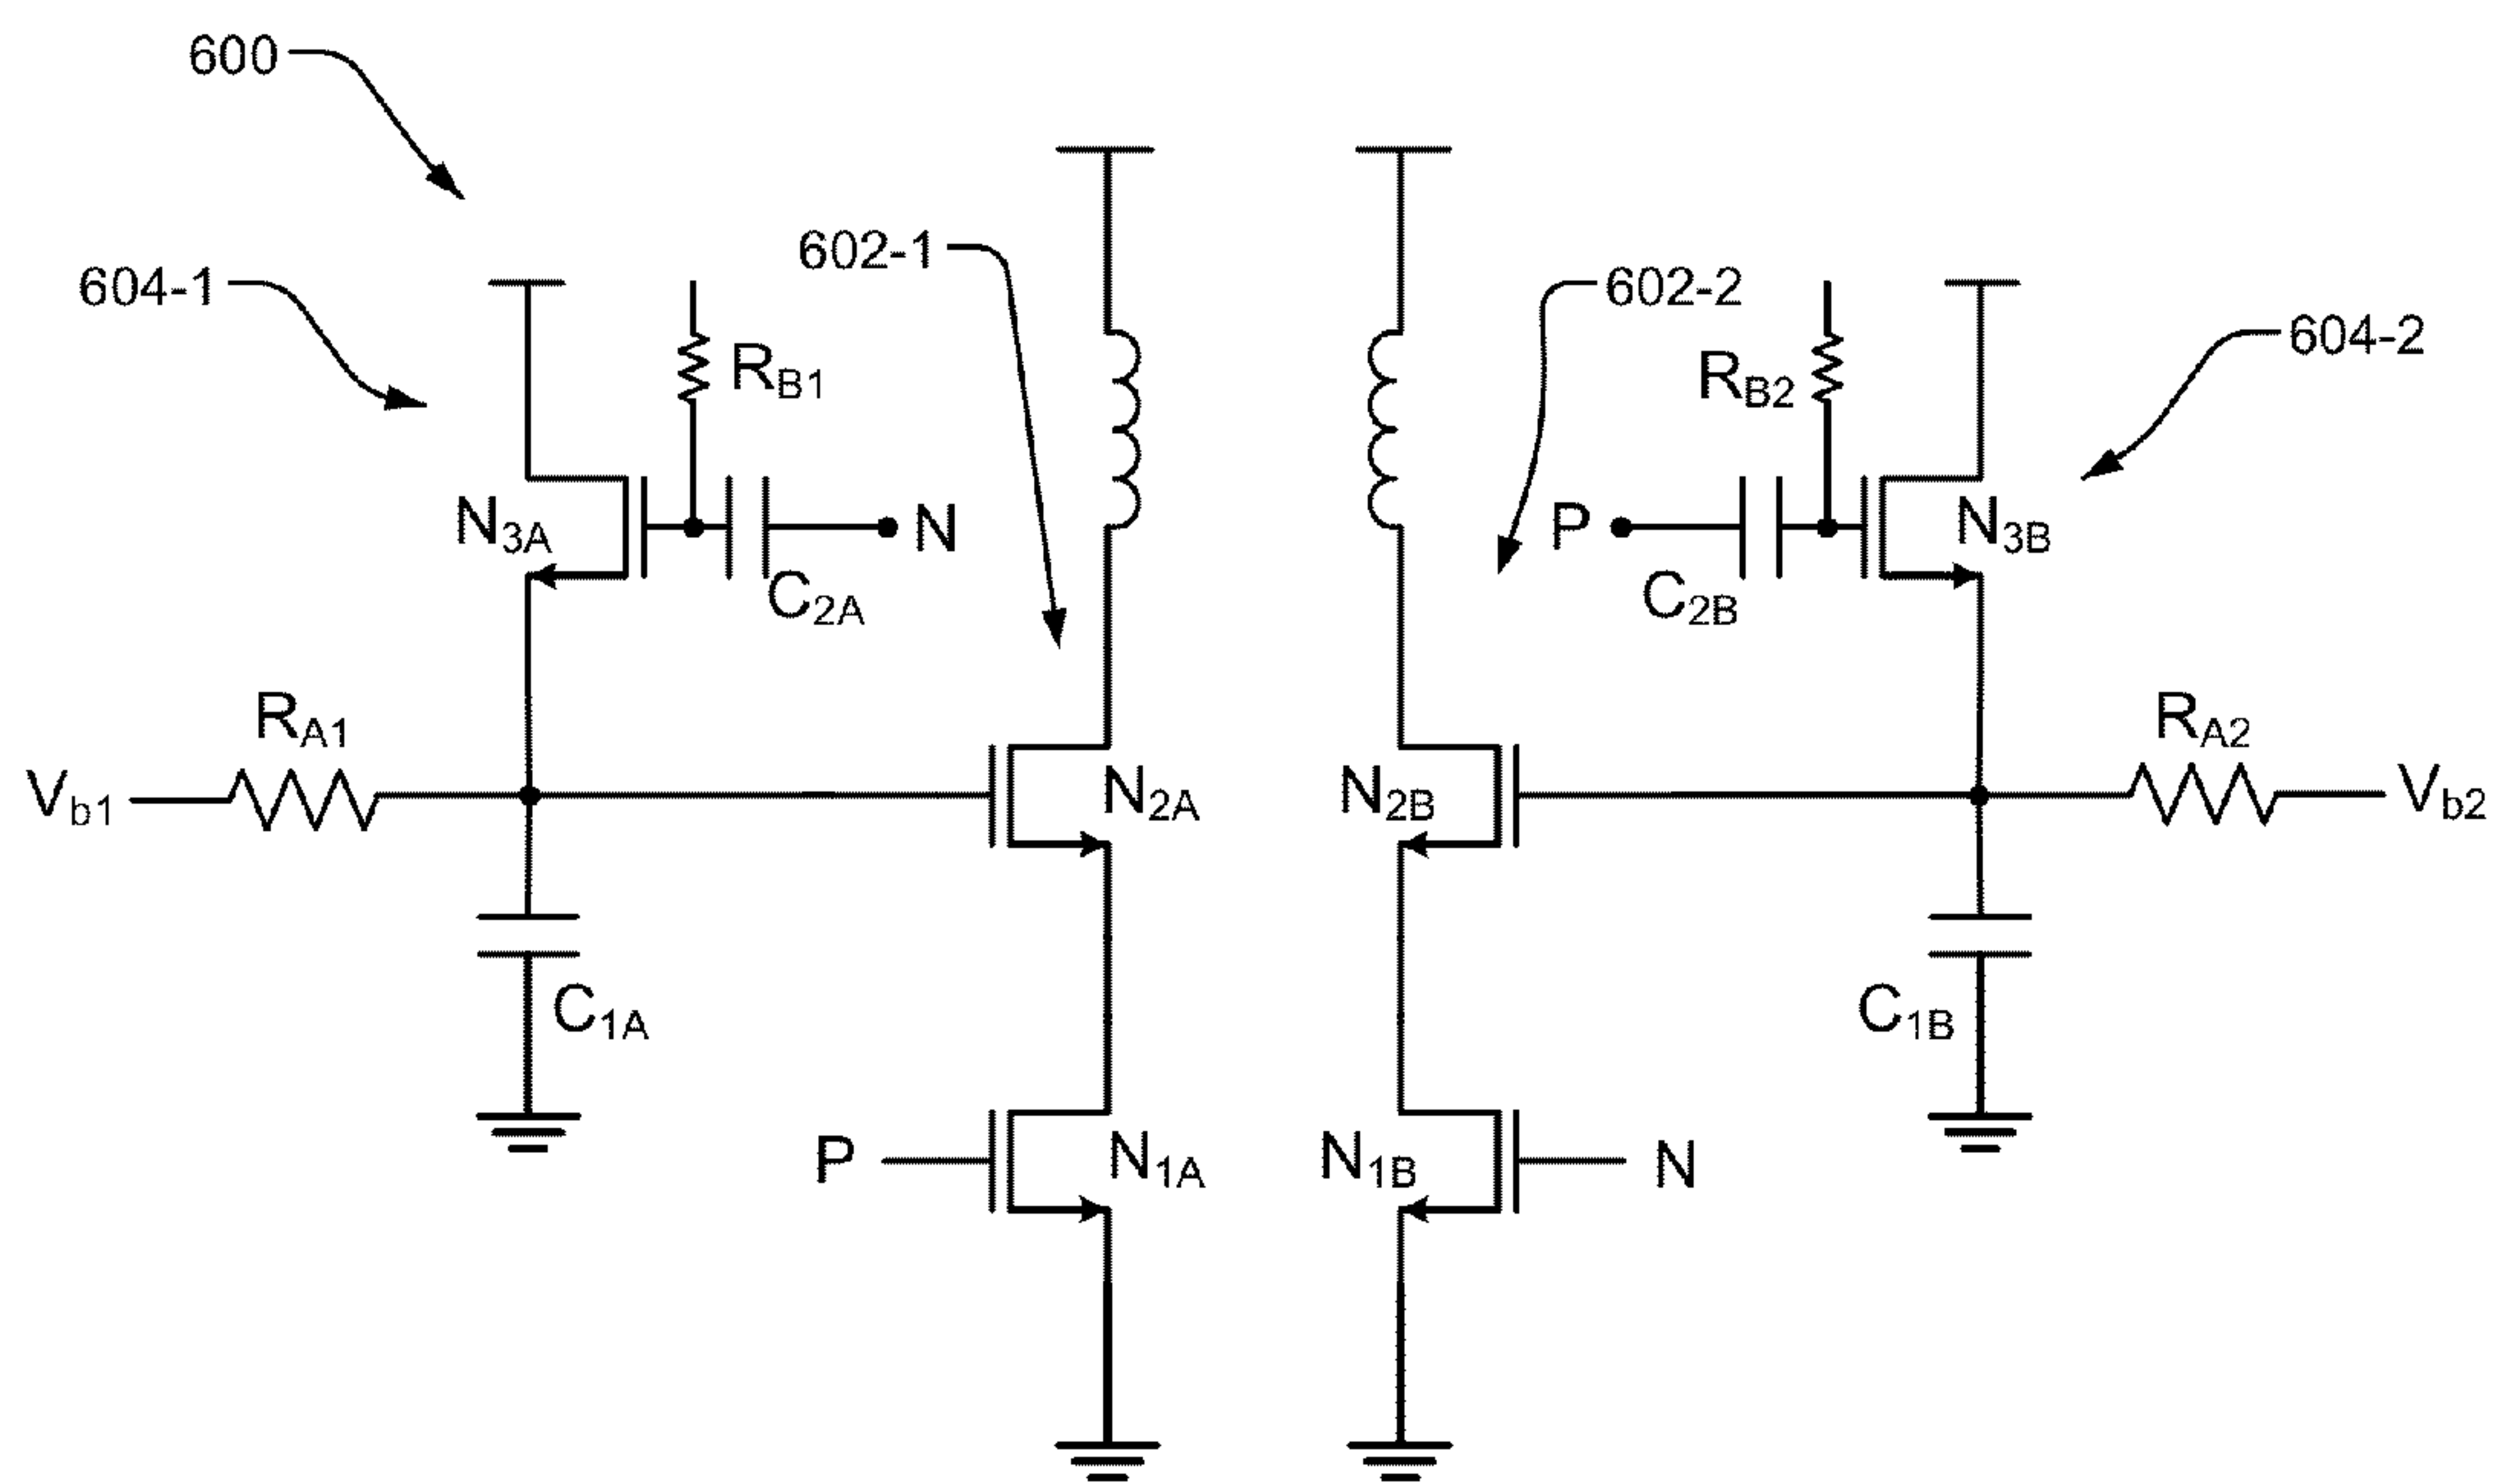 600
602-1
604-1
602-2
604-2
RB1
RB2
N3A
N
P
N3B
C2A
C2B
RA1
RA2
Vb1
N2A
N2B
Vb2
C1A
C1B
P
N1A
N1B
N